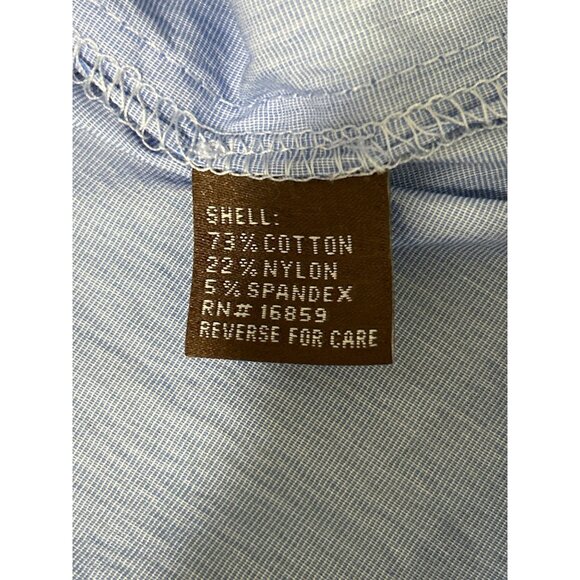 SHELL:
73% COTTON
22% NYLON
5% SPANDEX
RN# 16859
REVERSE FOR CARE